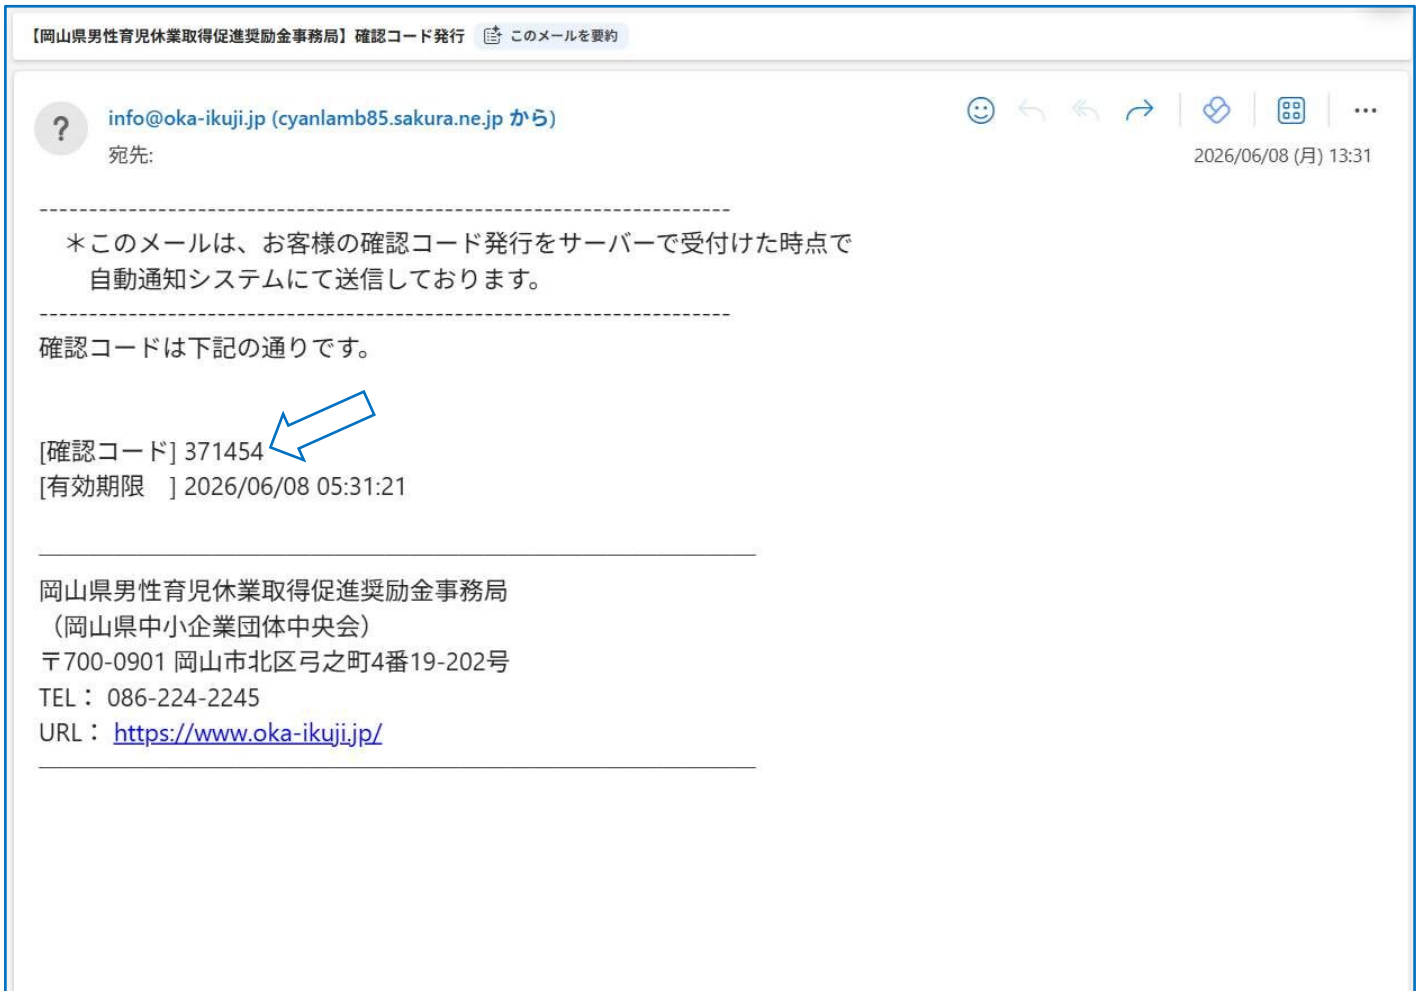 【岡山県男性育児休業取得促進奨励金事務局】確認コード発行 このメールを要約
?
info@oka-ikuji.jp (cyanlamb85.sakura.ne.jp から)
宛先:
2026/06/08 (月) 13:31
----------------------------------------------------------------------
＊このメールは、お客様の確認コード発行をサーバーで受付けた時点で
自動通知システムにて送信しております。
----------------------------------------------------------------------
確認コードは下記の通りです。
[確認コード] 371454
[有効期限　] 2026/06/08 05:31:21
岡山県男性育児休業取得促進奨励金事務局
（岡山県中小企業団体中央会）
〒700-0901 岡山市北区弓之町4番19-202号
TEL： 086-224-2245
URL： https://www.oka-ikuji.jp/